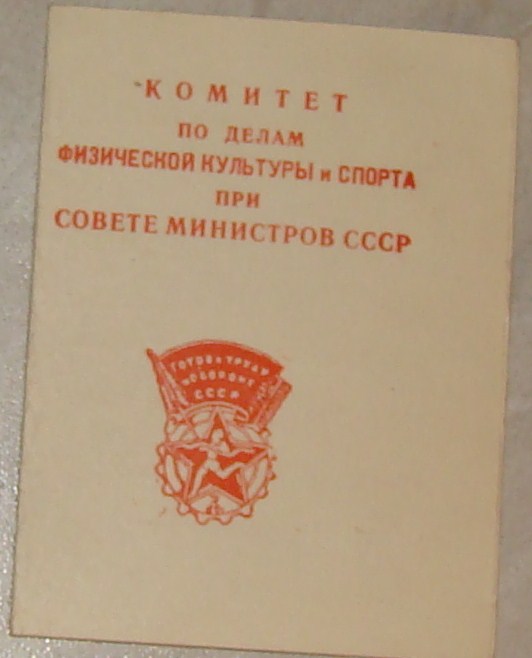 КОМИТЕТ
ПО ДЕЛАМ
ФИЗИЧЕСКОЙ КУЛЬТУРЫ и СПОРТА
ПРИ
СОВЕТЕ МИНИСТРОВ СССР
ГОТОВ к ТРУДУ
и ОБОРОНЕ
СССР